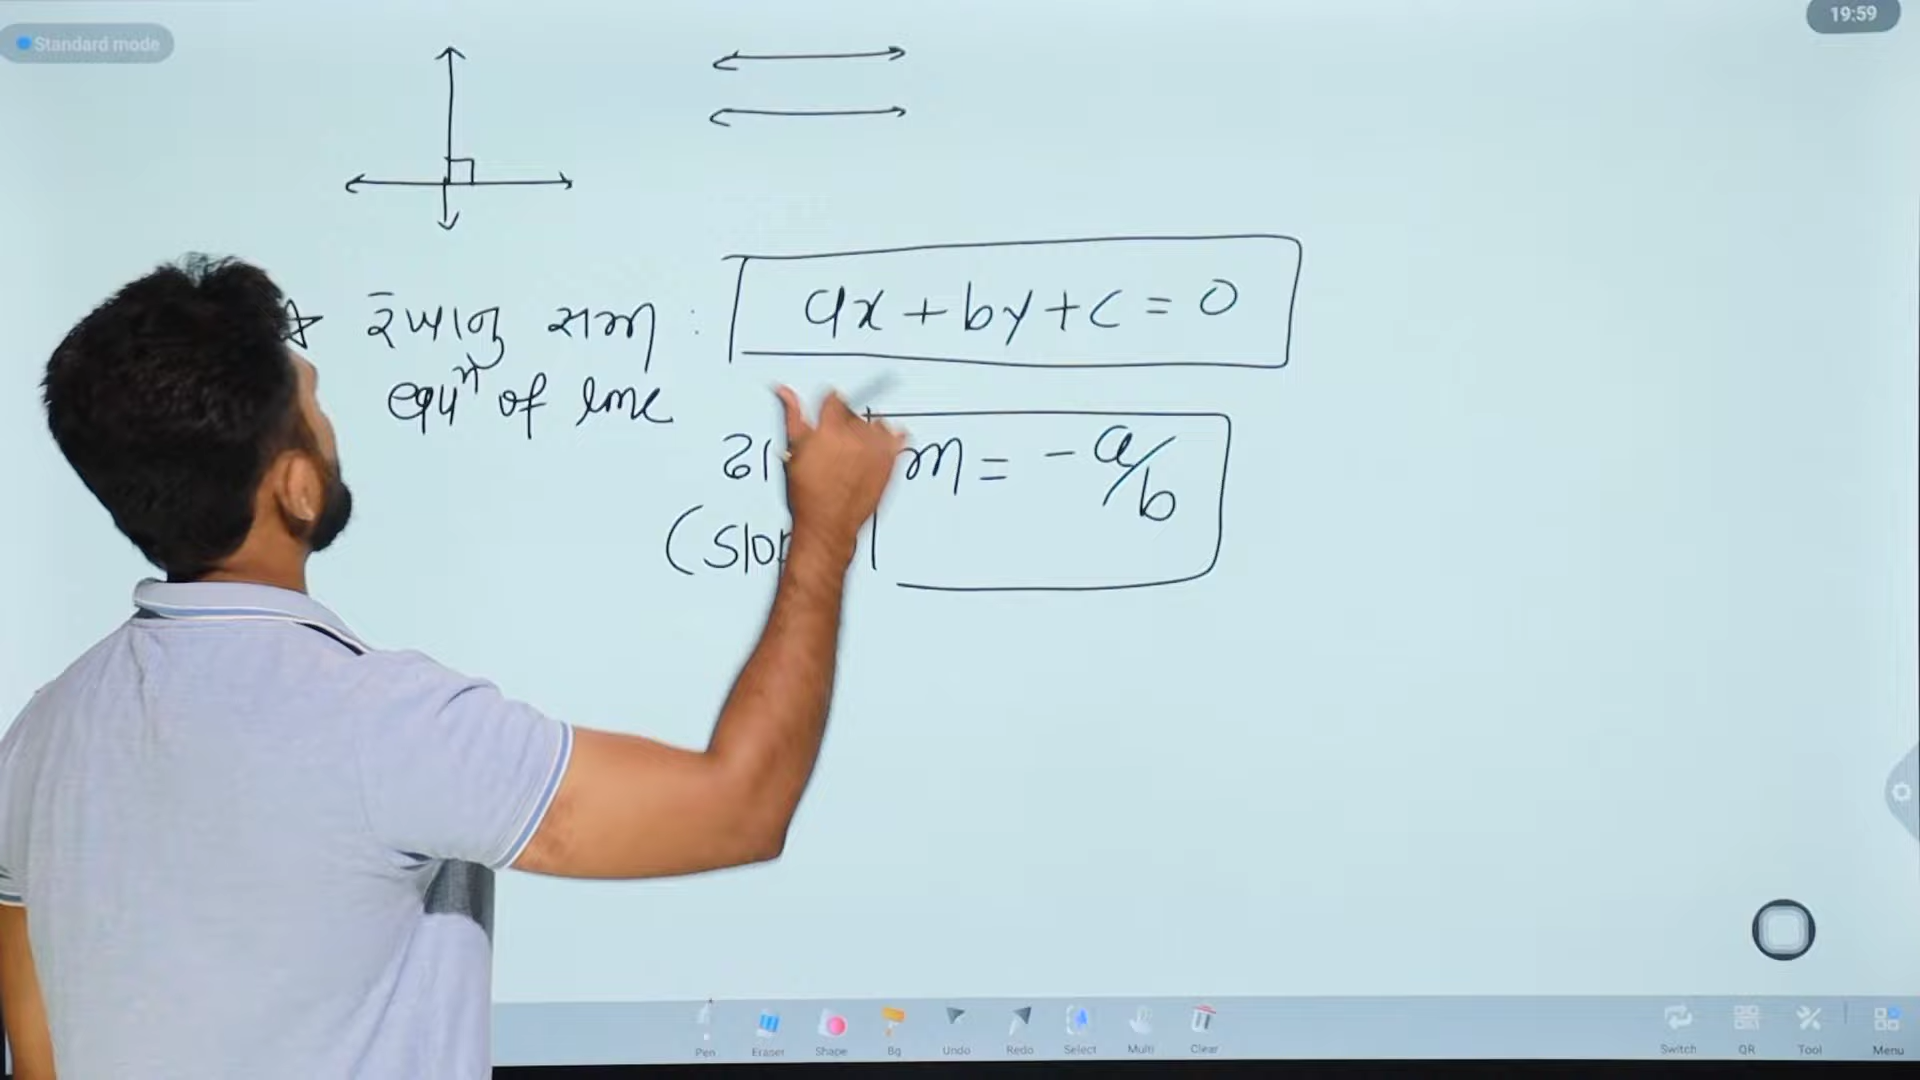 19:59
Standard mode
★ રેખાનુ સમી : ax + by + c = 0
equⁿ of line
m = - a/b
Pen Eraser Shape Bg Undo Redo Select Multi Clear Switch QR Tool Menu